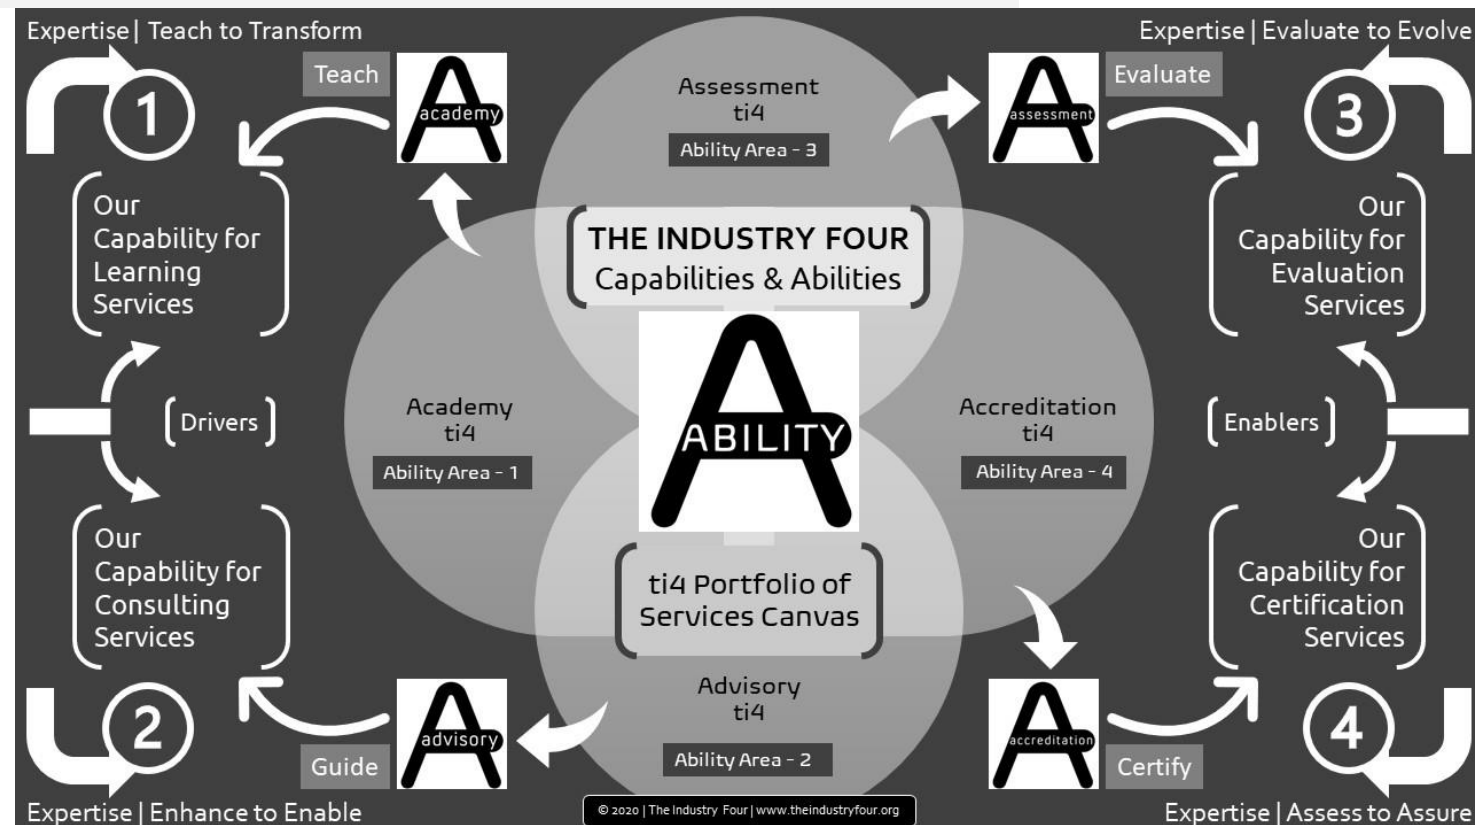 Expertise | Teach to Transform
Expertise | Evaluate to Evolve
1
Teach
academy
Our
Capability for
Learning
Services
Assessment
ti4
Ability Area - 3
assessment
Evaluate
3
Our
Capability for
Evaluation
Services
THE INDUSTRY FOUR
Capabilities & Abilities
Drivers
Academy
ti4
Ability Area - 1
ABILITY
Accreditation
ti4
Ability Area - 4
Enablers
Our
Capability for
Consulting
Services
ti4 Portfolio of
Services Canvas
Our
Capability for
Certification
Services
2
Guide
advisory
Advisory
ti4
Ability Area - 2
accreditation
Certify
4
Expertise | Enhance to Enable
© 2020 | The Industry Four | www.theindustryfour.org
Expertise | Assess to Assure